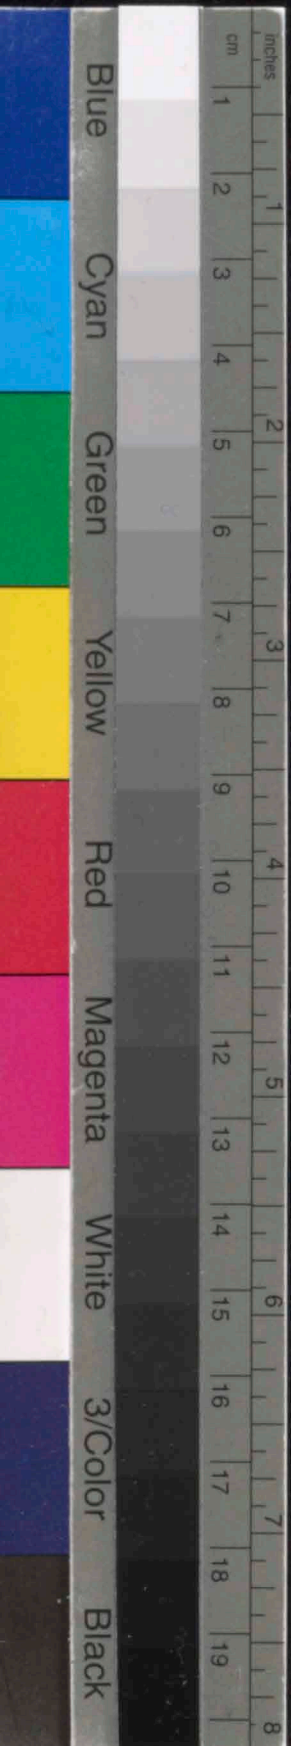 inches 1 2 3 4 5 6 7 8
cm 1 2 3 4 5 6 7 8 9 10 11 12 13 14 15 16 17 18 19
Blue Cyan Green Yellow Red Magenta White 3/Color Black